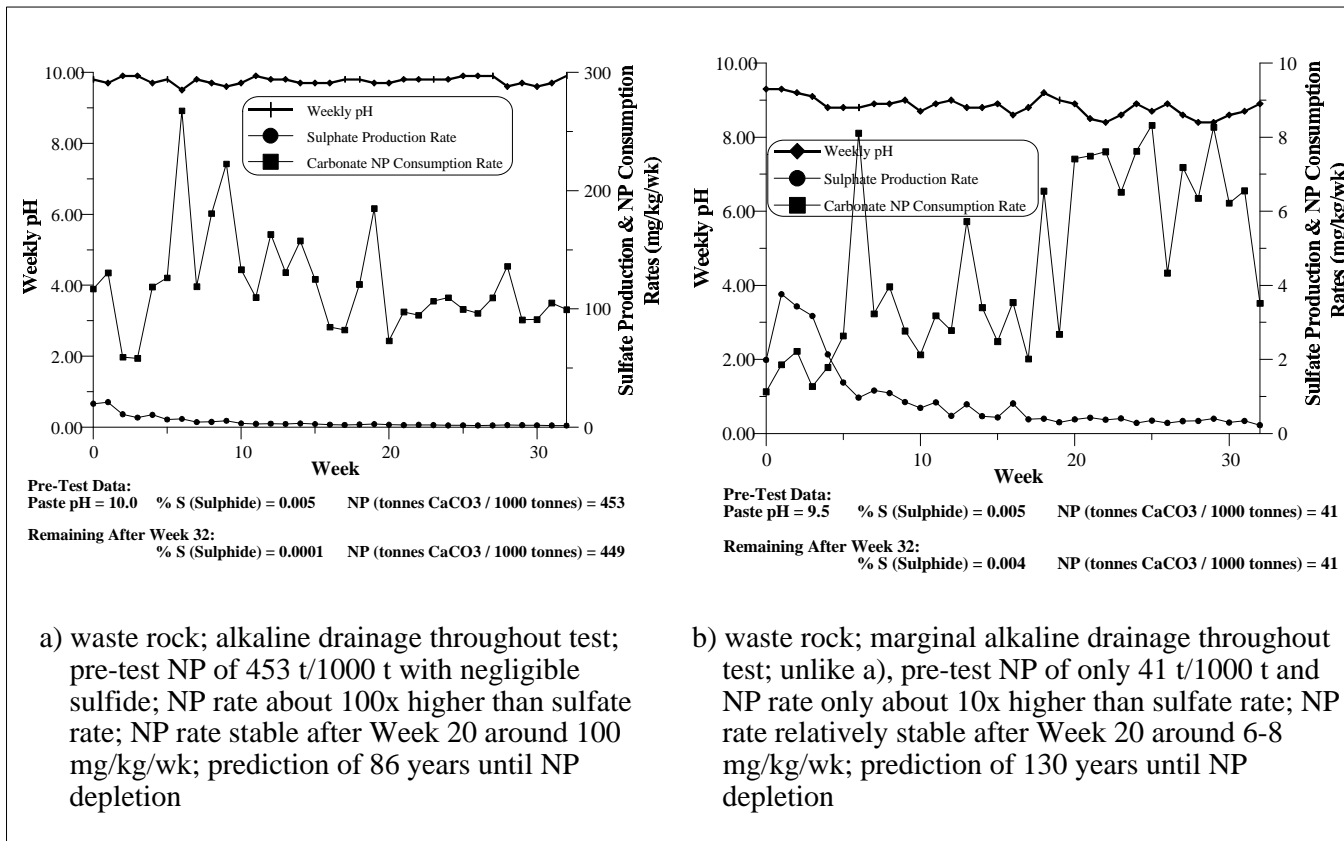 10.00
8.00
6.00
4.00
2.00
0.00
Weekly pH
300
200
100
0
Sulfate Production & NP Consumption
Rates (mg/kg/wk)
Weekly pH
Sulphate Production Rate
Carbonate NP Consumption Rate
0
10
20
30
Week
Pre-Test Data:
Paste pH = 10.0 % S (Sulphide) = 0.005 NP (tonnes CaCO3 / 1000 tonnes) = 453
Remaining After Week 32:
% S (Sulphide) = 0.0001 NP (tonnes CaCO3 / 1000 tonnes) = 449
a) waste rock; alkaline drainage throughout test;
pre-test NP of 453 t/1000 t with negligible
sulfide; NP rate about 100x higher than sulfate
rate; NP rate stable after Week 20 around 100
mg/kg/wk; prediction of 86 years until NP
depletion
10.00
8.00
6.00
4.00
2.00
0.00
Weekly pH
10
8
6
4
2
0
Sulfate Production & NP Consumption
Rates (mg/kg/wk)
Weekly pH
Sulphate Production Rate
Carbonate NP Consumption Rate
0
10
20
30
Week
Pre-Test Data:
Paste pH = 9.5 % S (Sulphide) = 0.005 NP (tonnes CaCO3 / 1000 tonnes) = 41
Remaining After Week 32:
% S (Sulphide) = 0.004 NP (tonnes CaCO3 / 1000 tonnes) = 41
b) waste rock; marginal alkaline drainage throughout
test; unlike a), pre-test NP of only 41 t/1000 t and
NP rate only about 10x higher than sulfate rate; NP
rate relatively stable after Week 20 around 6-8
mg/kg/wk; prediction of 130 years until NP
depletion